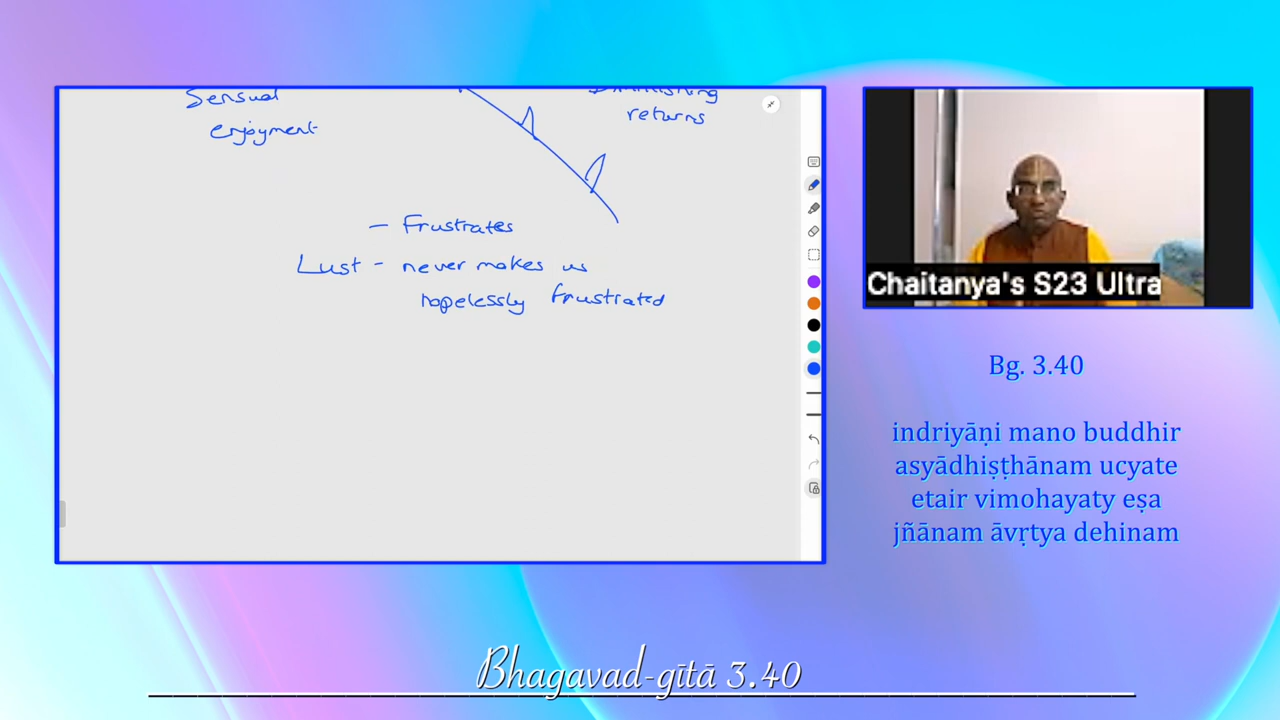 Sensual
enjoyment
Diminishing
returns
– Frustrates
Lust – never makes us
hopelessly frustrated
Chaitanya's S23 Ultra
Bg. 3.40
indriyāṇi mano buddhir
asyādhiṣṭhānam ucyate
etair vimohayaty eṣa
jñānam āvṛtya dehinam
Bhagavad-gītā 3.40